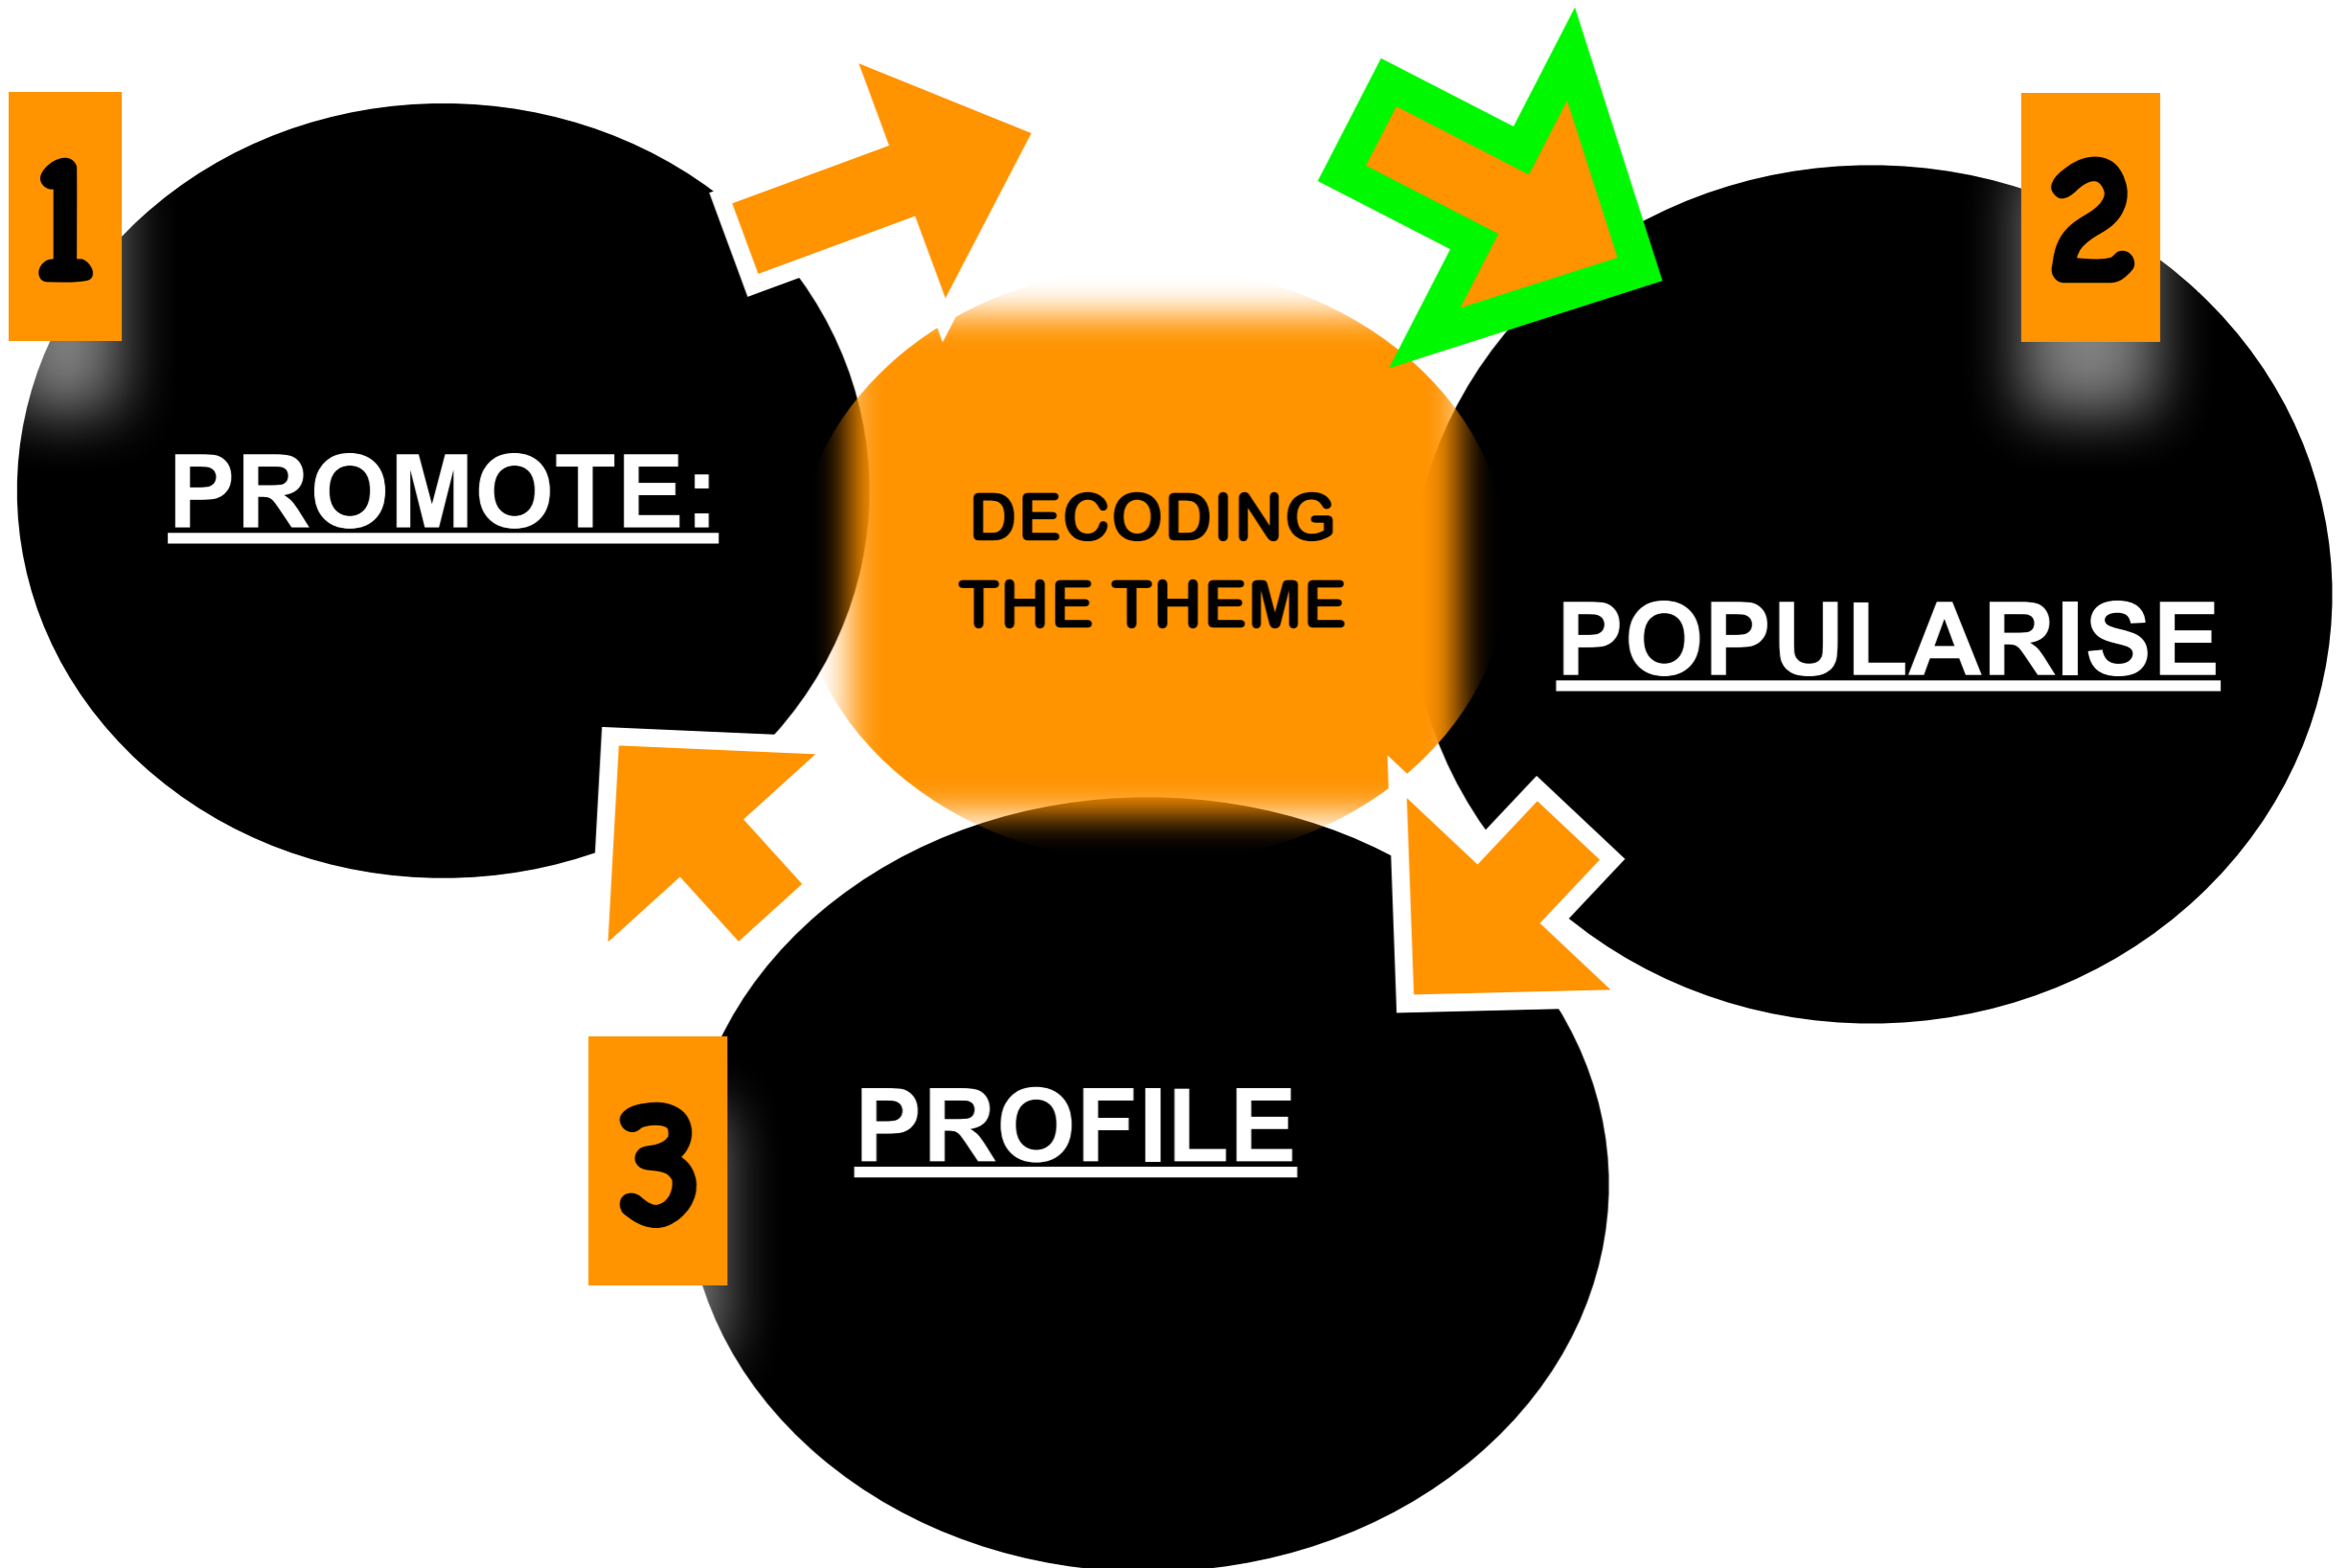 1
PROMOTE:
2
POPULARISE
DECODING
THE THEME
3
PROFILE